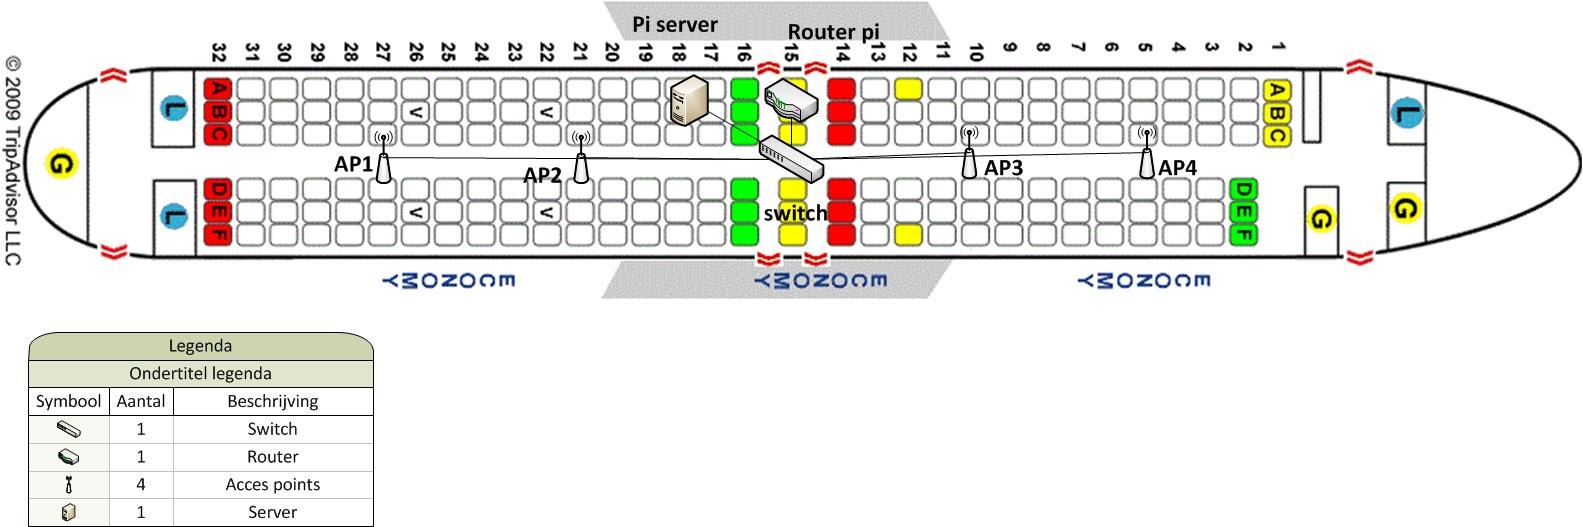 Pi server
Router pi
32 31 30 29 28 27 26 25 24 23 22 21 20 19 18 17 16 15 14 13 12 11 10 9 8 7 6 5 4 3 2 1
© 2009 TripAdvisor LLC
A A
B V V B
C C
L L
G
AP1 AP2 AP3 AP4
D D
E V V switch E
F F
L G G
ECONOMY ECONOMY ECONOMY
Legenda
Ondertitel legenda
Symbool Aantal Beschrijving
1 Switch
1 Router
4 Acces points
1 Server